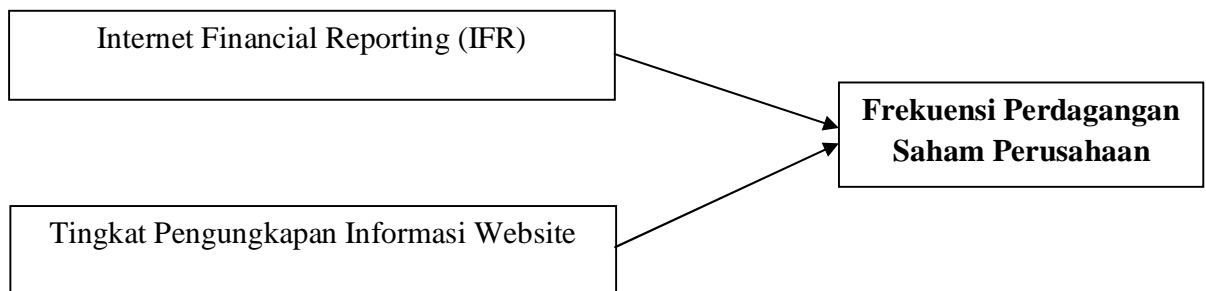 Internet Financial Reporting (IFR)
Frekuensi Perdagangan
Saham Perusahaan
Tingkat Pengungkapan Informasi Website